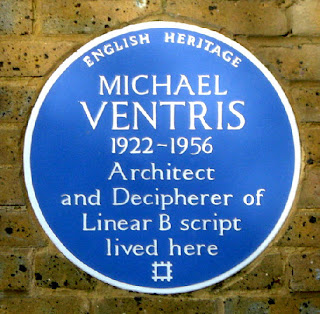 ENGLISH HERITAGE
MICHAEL
VENTRIS
1922-1956
Architect
and Decipherer of
Linear B script
lived here